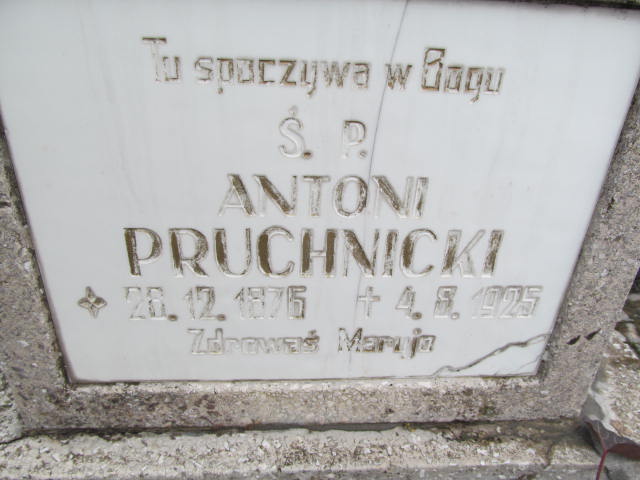 Tu spoczywa w Bogu
Ś. P.
ANTONI
PRUCHNICKI
28.12.1876 + 4.8.1925
Zdrowaś Maryjo